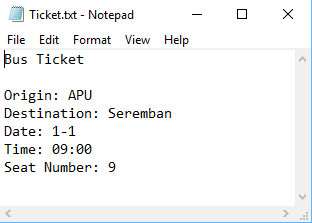 Ticket.txt - Notepad
File Edit Format View Help
Bus Ticket
Origin: APU
Destination: Seremban
Date: 1-1
Time: 09:00
Seat Number: 9